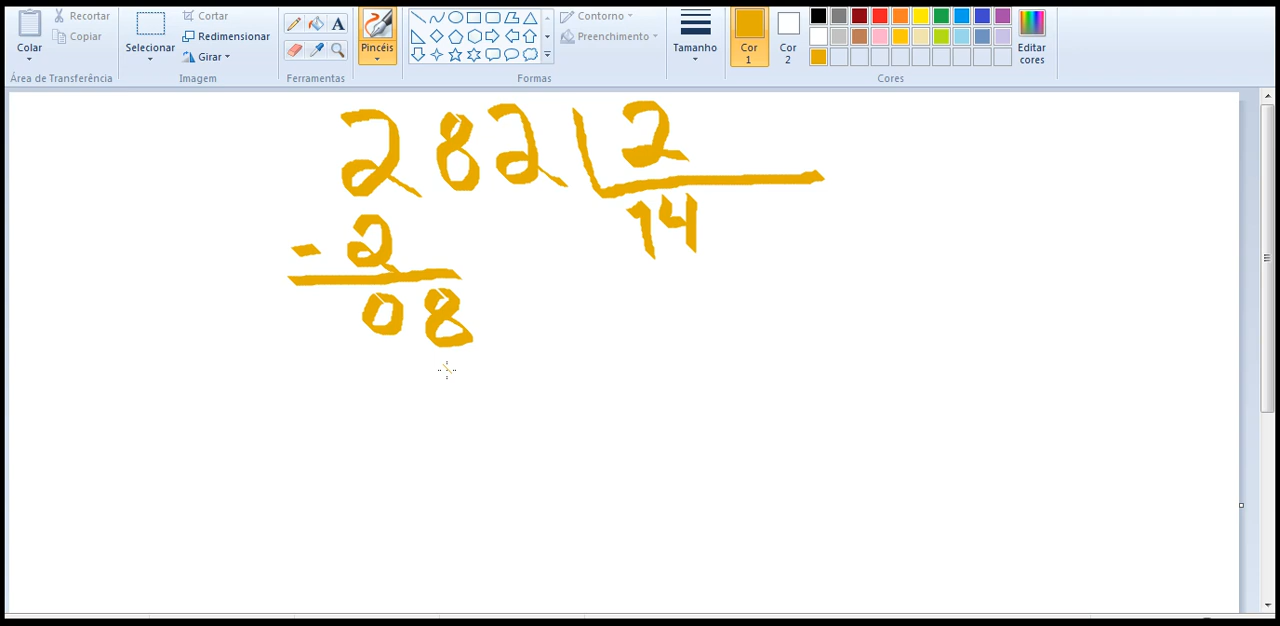 Colar
Recortar
Copiar
Área de Transferência
Selecionar
Cortar
Redimensionar
Girar
Imagem
A
Ferramentas
Pincéis
Contorno
Preenchimento
Formas
Tamanho
Cor 1
Cor 2
Editar cores
Cores
282 2
- 2 14
08